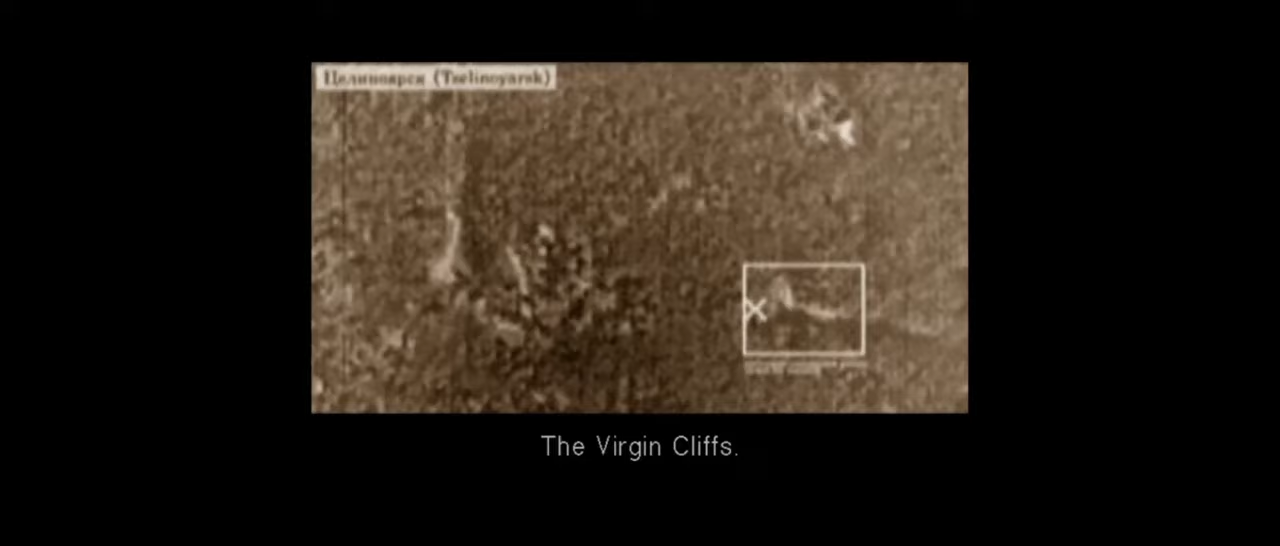 Целиноярск (Tselinoyarsk)
The Virgin Cliffs.